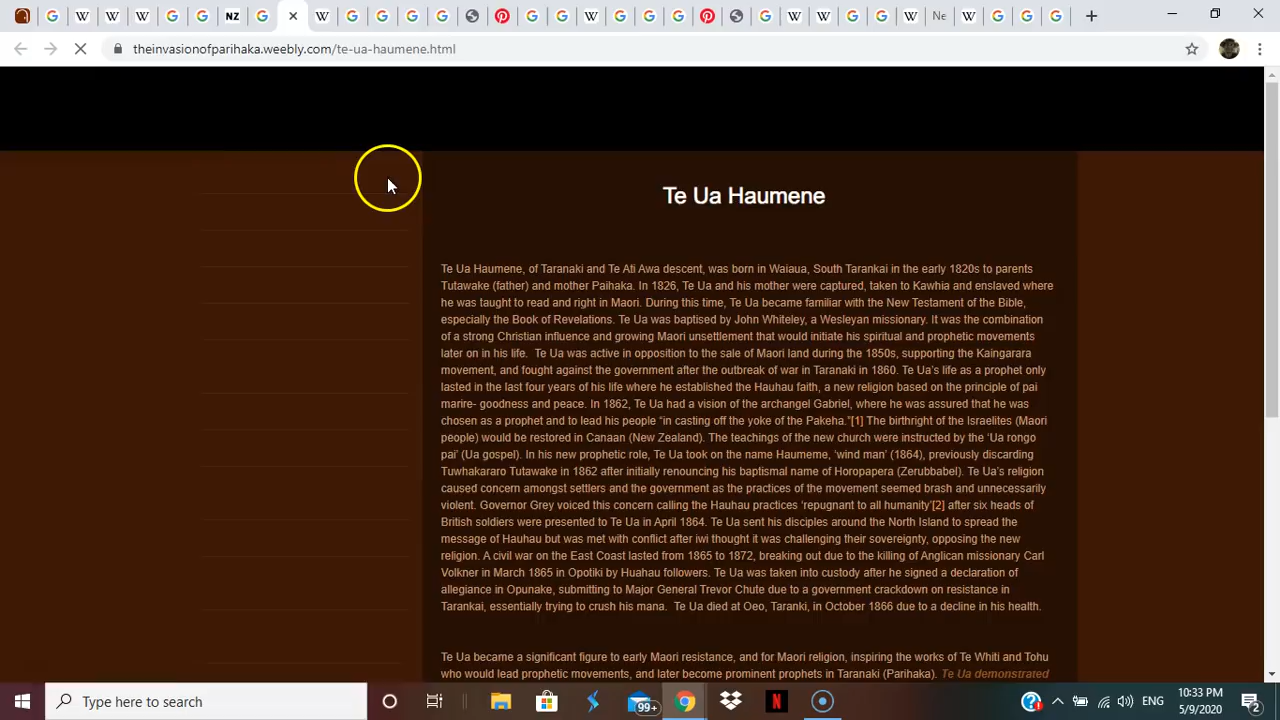 NZ
Ne
theinvasionofparihaka.weebly.com/te-ua-haumene.html
Te Ua Haumene
Te Ua Haumene, of Taranaki and Te Ati Awa descent, was born in Waiaua, South Tarankai in the early 1820s to parents
Tutawake (father) and mother Paihaka. In 1826, Te Ua and his mother were captured, taken to Kawhia and enslaved where
he was taught to read and right in Maori. During this time, Te Ua became familiar with the New Testament of the Bible,
especially the Book of Revelations. Te Ua was baptised by John Whiteley, a Wesleyan missionary. It was the combination
of a strong Christian influence and growing Maori unsettlement that would initiate his spiritual and prophetic movements
later on in his life. Te Ua was active in opposition to the sale of Maori land during the 1850s, supporting the Kaingarara
movement, and fought against the government after the outbreak of war in Taranaki in 1860. Te Ua's life as a prophet only
lasted in the last four years of his life where he established the Hauhau faith, a new religion based on the principle of pai
marire- goodness and peace. In 1862, Te Ua had a vision of the archangel Gabriel, where he was assured that he was
chosen as a prophet and to lead his people “in casting off the yoke of the Pakeha.”[1] The birthright of the Israelites (Maori
people) would be restored in Canaan (New Zealand). The teachings of the new church were instructed by the ‘Ua rongo
pai’ (Ua gospel). In his new prophetic role, Te Ua took on the name Haumeme, ‘wind man’ (1864), previously discarding
Tuwhakararo Tutawake in 1862 after initially renouncing his baptismal name of Horopapera (Zerubbabel). Te Ua’s religion
caused concern amongst settlers and the government as the practices of the movement seemed brash and unnecessarily
violent. Governor Grey voiced this concern calling the Hauhau practices ‘repugnant to all humanity’[2] after six heads of
British soldiers were presented to Te Ua in April 1864. Te Ua sent his disciples around the North Island to spread the
message of Hauhau but was met with conflict after iwi thought it was challenging their sovereignty, opposing the new
religion. A civil war on the East Coast lasted from 1865 to 1872, breaking out due to the killing of Anglican missionary Carl
Volkner in March 1865 in Opotiki by Huahau followers. Te Ua was taken into custody after he signed a declaration of
allegiance in Opunake, submitting to Major General Trevor Chute due to a government crackdown on resistance in
Tarankai, essentially trying to crush his mana. Te Ua died at Oeo, Taranki, in October 1866 due to a decline in his health.
Te Ua became a significant figure to early Maori resistance, and for Maori religion, inspiring the works of Te Whiti and Tohu
who would lead prophetic movements, and later become prominent prophets in Taranaki (Parihaka). Te Ua demonstrated
Type here to search
99+
ENG
10:33 PM
5/9/2020
2